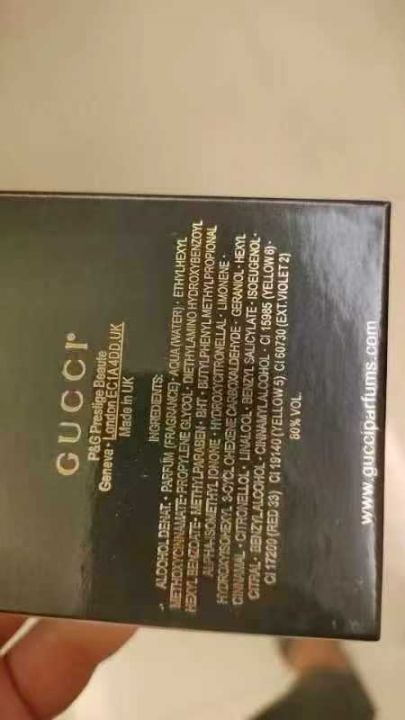 GUCCI®
P&G Prestige Beaute
Geneva · London EC1A4DD,UK
Made in UK
INGREDIENTS:
ALCOHOL DENAT. · PARFUM (FRAGRANCE) · AQUA (WATER) · ETHYLHEXYL
METHOXYCINNAMATE · PROPYLENE GLYCOL · DIETHYLAMINO HYDROXYBENZOYL
HEXYL BENZOATE · METHYLPARABEN · BHT · BUTYLPHENYL METHYLPROPIONAL
ALPHA-ISOMETHYL IONONE · HYDROXYCITRONELLAL · LIMONENE ·
HYDROXYISOHEXYL 3-CYCLOHEXENE CARBOXALDEHYDE · GERANIOL · HEXYL
CINNAMAL · CITRONELLOL · LINALOOL · BENZYL SALICYLATE · ISOEUGENOL ·
CITRAL · BENZYL ALCOHOL · CINNAMYL ALCOHOL · CI 15985 (YELLOW 6) ·
CI 17200 (RED 33) CI 19140 (YELLOW 5) CI 60730 (EXT.VIOLET 2)
80% VOL.
www.gucciparfums.com